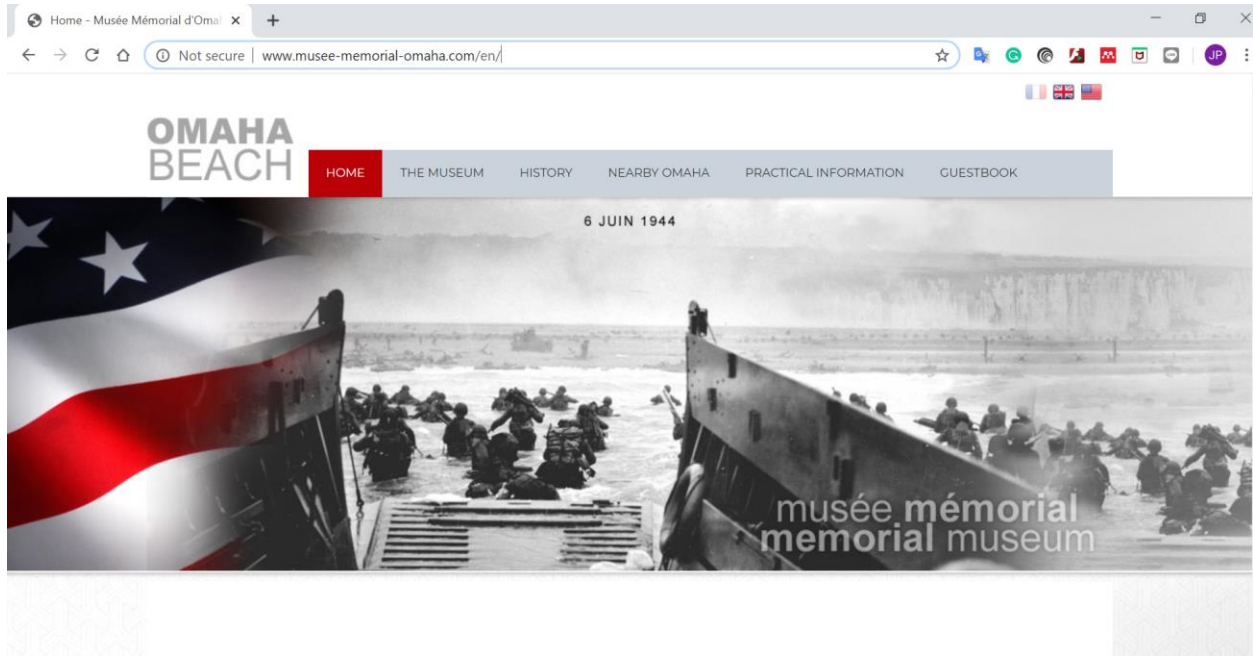 Home - Musée Mémorial d'Omal
Not secure | www.musee-memorial-omaha.com/en/
JP
OMAHA
BEACH
HOME THE MUSEUM HISTORY NEARBY OMAHA PRACTICAL INFORMATION GUESTBOOK
6 JUIN 1944
musée mémorial
memorial museum